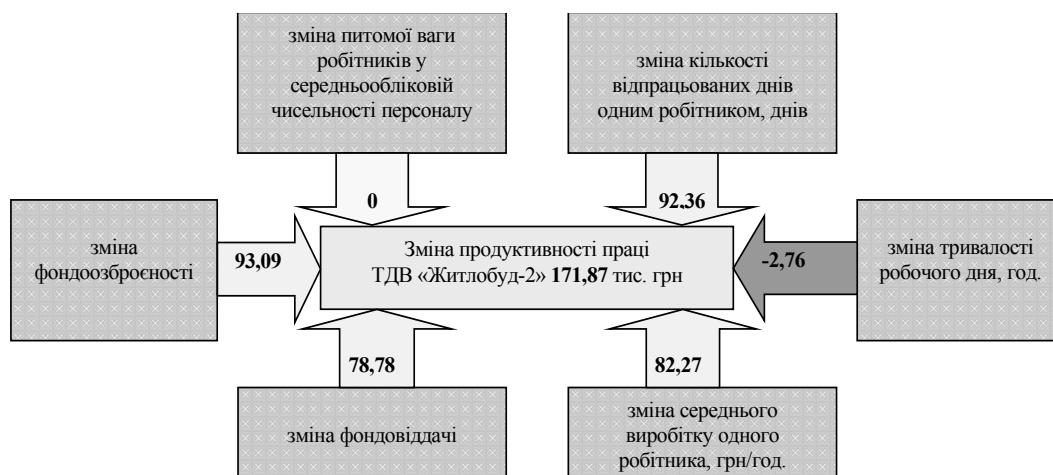 зміна питомої ваги
робітників у
середньообліковій
чисельності персоналу
зміна кількості
відпрацьованих днів
одним робітником, днів
0
92,36
зміна
фондоозброєності
93,09
Зміна продуктивності праці
ТДВ «Житлобуд-2» 171,87 тис. грн
-2,76
зміна тривалості
робочого дня, год.
78,78
82,27
зміна фондовіддачі
зміна середнього
виробітку одного
робітника, грн/год.